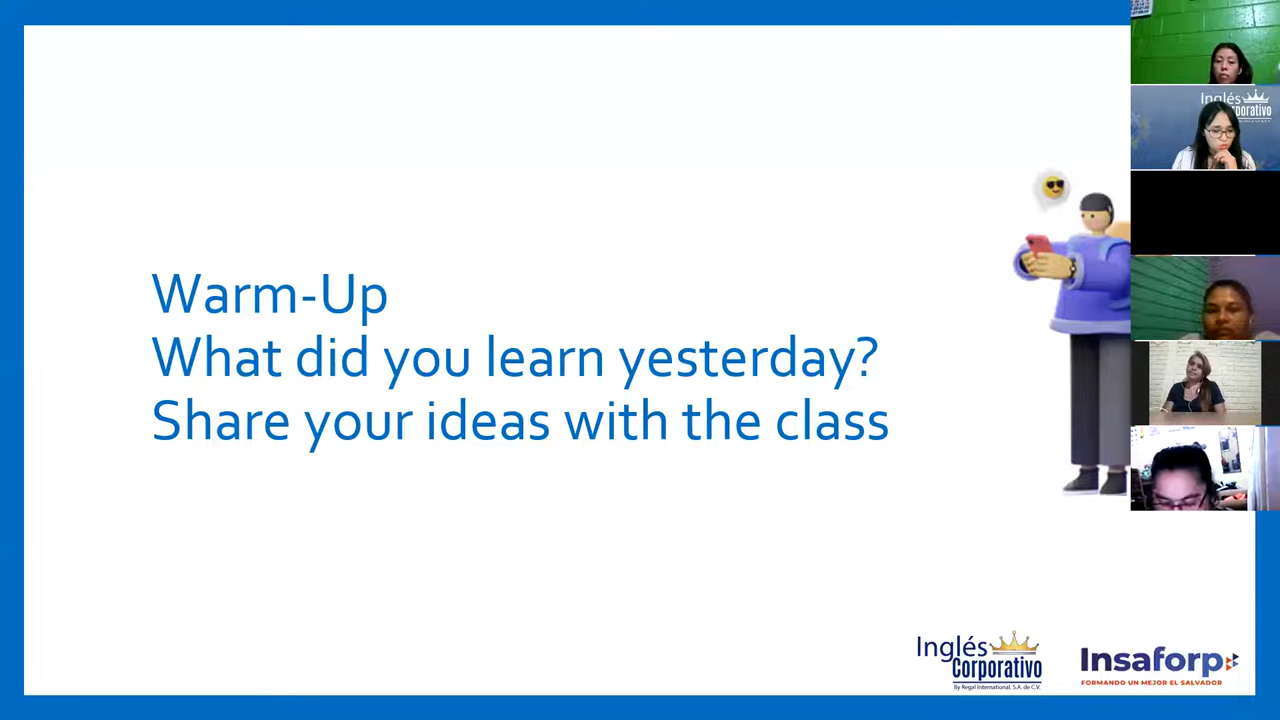 Warm-Up
What did you learn yesterday?
Share your ideas with the class
Inglés
Corporativo
Inglés
Corporativo
By Regal International, S.A. de C.V.
Insaforp
FORMANDO UN MEJOR EL SALVADOR